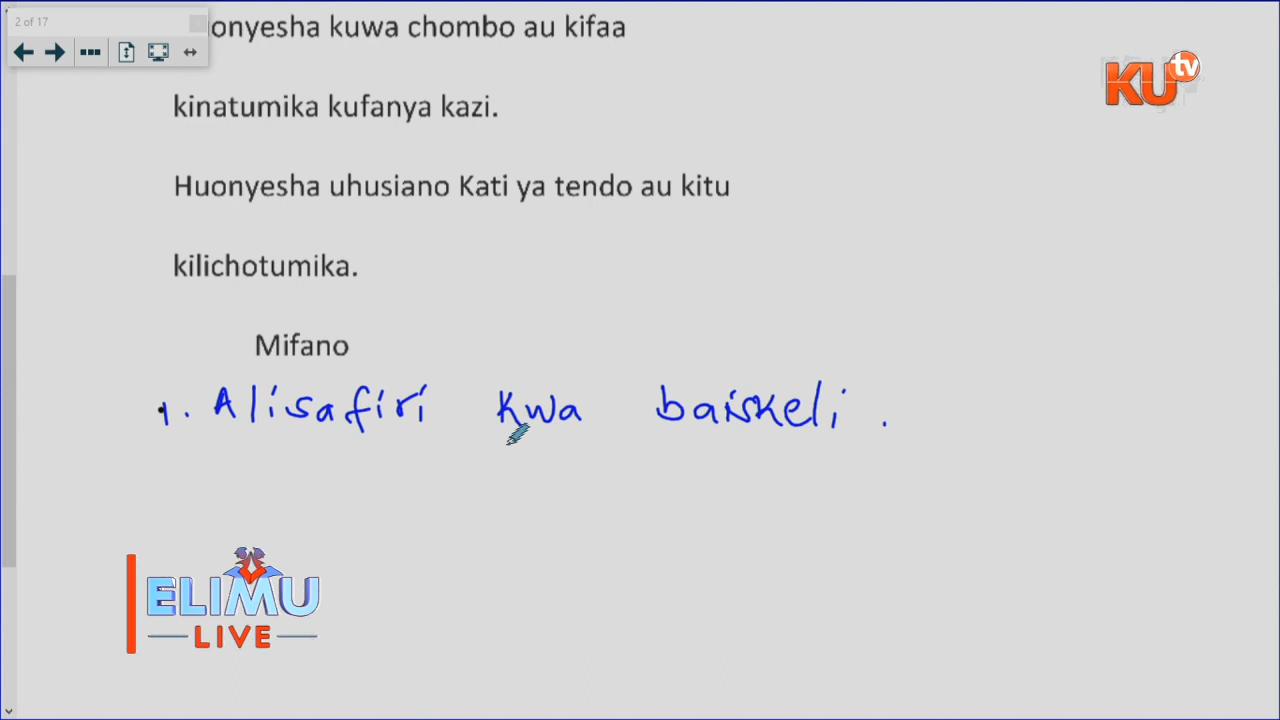 2 of 17
onyesha kuwa chombo au kifaa
kinatumika kufanya kazi.
Huonyesha uhusiano Kati ya tendo au kitu
kilichotumika.
Mifano
1. Alisafiri kwa baiskeli.
KU tv
ELIMU
LIVE